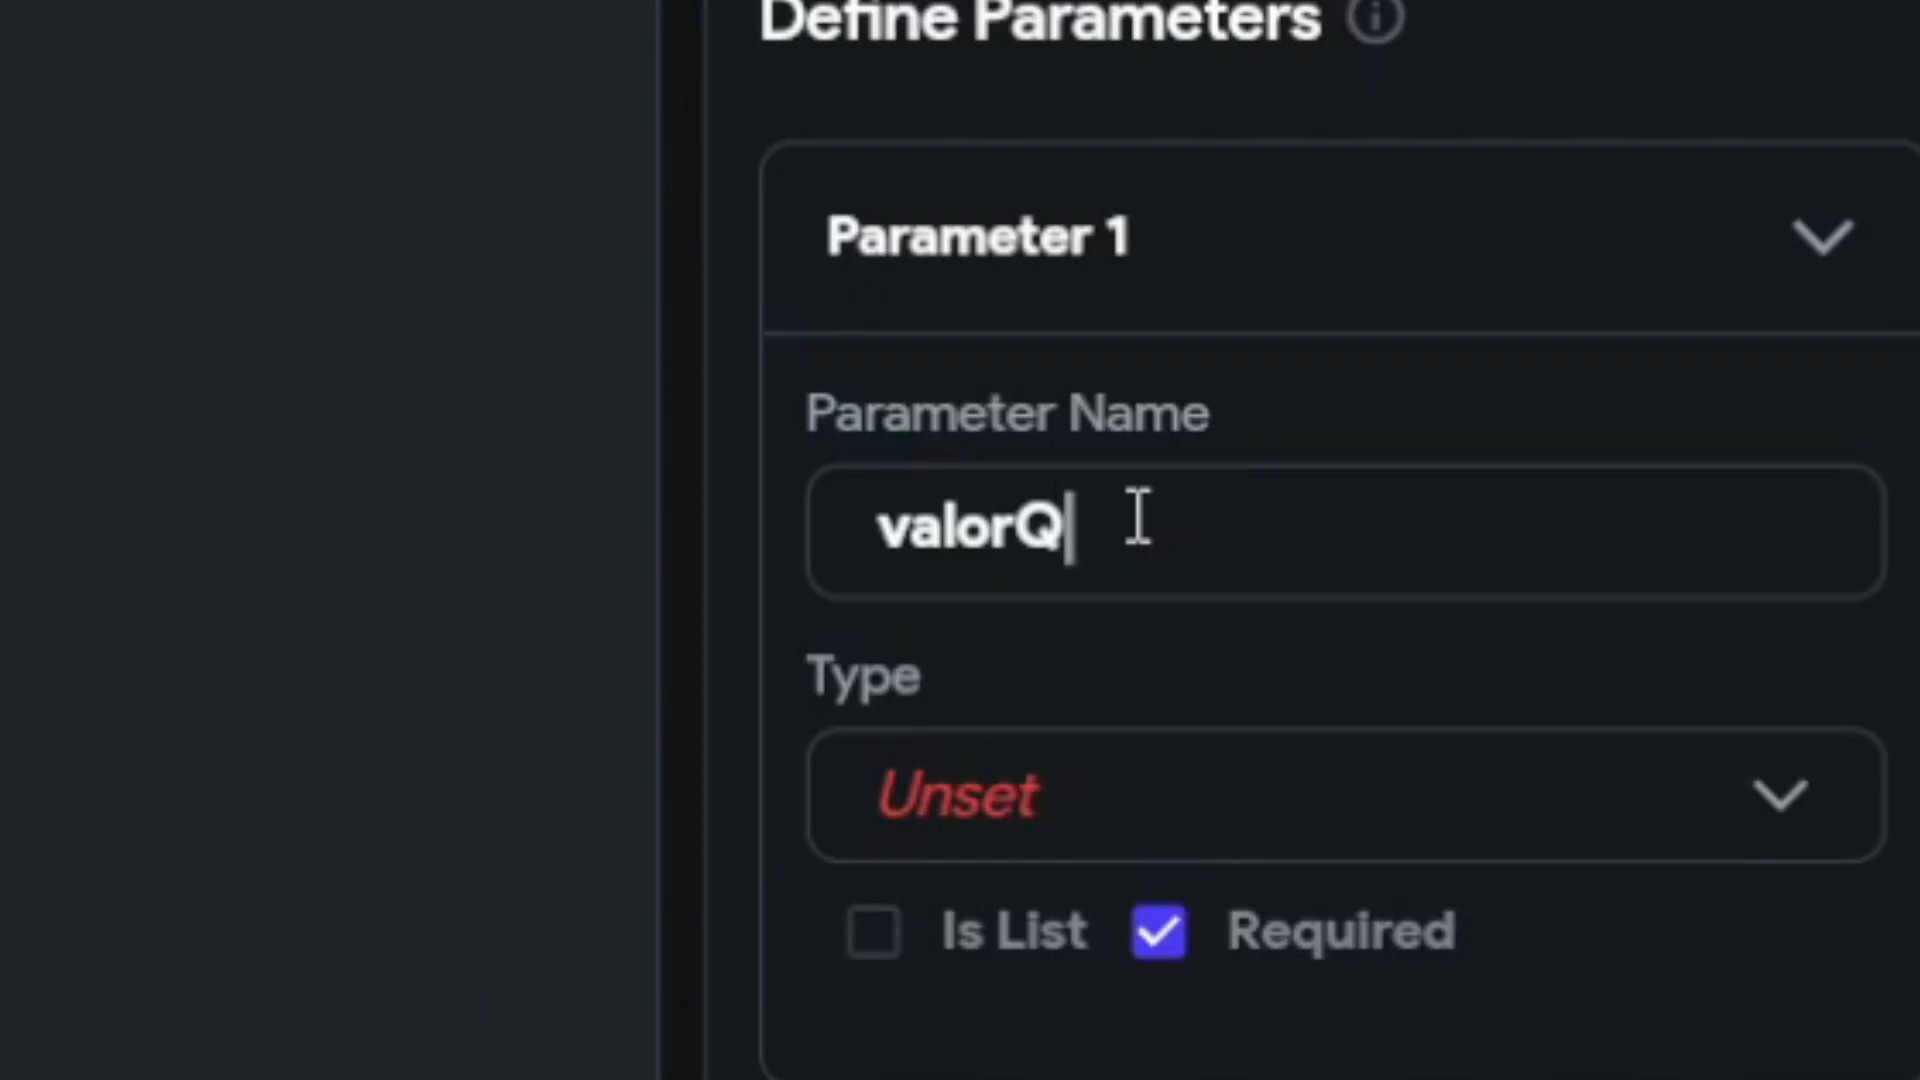 Define Parameters
Parameter 1
Parameter Name
valorQ
Type
Unset
Is List Required